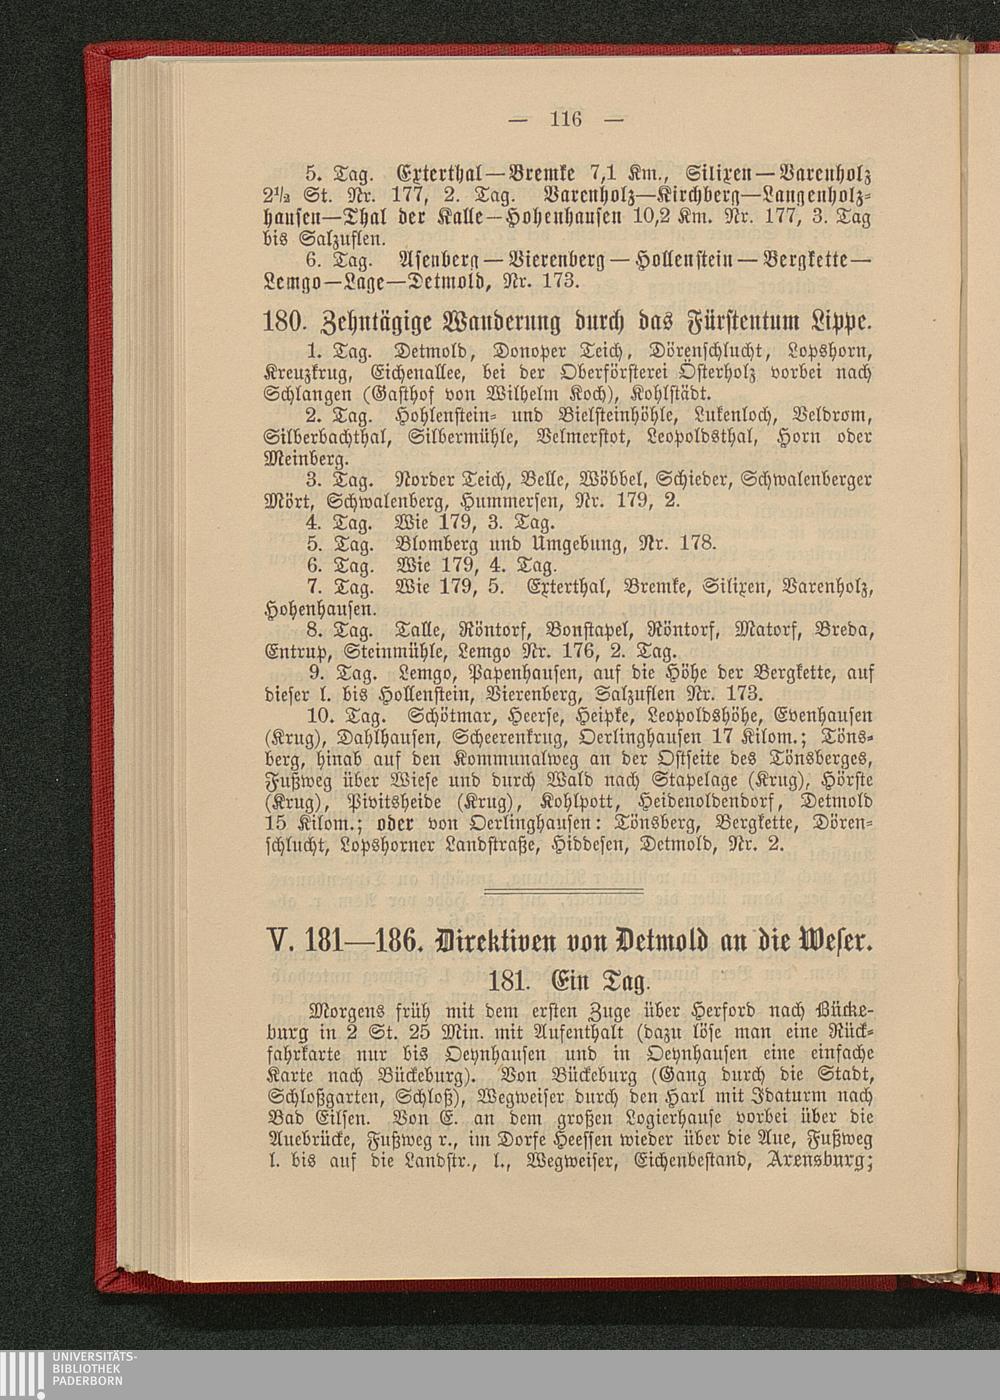 — 116 —
5. Tag. Exterthal—Bremke 7,1 Km., Silixen—Varenholz
2½ St. Nr. 177, 2. Tag. Varenholz—Kirchberg—Langenholz-
hausen—Thal der Kalle—Hohenhausen 10,2 Km. Nr. 177, 3. Tag
bis Salzuflen.
6. Tag. Asenberg—Vierenberg—Hollenstein—Bergkette—
Lemgo—Lage—Detmold, Nr. 173.
180. Zehntägige Wanderung durch das Fürstentum Lippe.
1. Tag. Detmold, Donoper Teich, Dörenschlucht, Lopshorn,
Kreuzkrug, Eichenallee, bei der Oberförsterei Österholz vorbei nach
Schlangen (Gasthof von Wilhelm Koch), Kohlstädt.
2. Tag. Hohlenstein- und Bielsteinhöhle, Lukenloch, Veldrom,
Silberbachthal, Silbermühle, Velmerstot, Leopoldsthal, Horn oder
Meinberg.
3. Tag. Norder Teich, Belle, Wöbbel, Schieder, Schwalenberger
Mört, Schwalenberg, Hummersen, Nr. 179, 2.
4. Tag. Wie 179, 3. Tag.
5. Tag. Blomberg und Umgebung, Nr. 178.
6. Tag. Wie 179, 4. Tag.
7. Tag. Wie 179, 5. Exterthal, Bremke, Silixen, Varenholz,
Hohenhausen.
8. Tag. Talle, Röntorf, Bonstapel, Röntorf, Matorf, Breda,
Entrup, Steinmühle, Lemgo Nr. 176, 2. Tag.
9. Tag. Lemgo, Papenhausen, auf die Höhe der Bergkette, auf
dieser l. bis Hollenstein, Vierenberg, Salzuflen Nr. 173.
10. Tag. Schötmar, Heerse, Heipke, Leopoldshöhe, Evenhausen
(Krug), Dahlhausen, Scheerenkrug, Oerlinghausen 17 Kilom.; Töns-
berg, hinab auf den Kommunalweg an der Ostseite des Tönsberges,
Fußweg über Wiese und durch Wald nach Stapelage (Krug), Hörste
(Krug), Pivitsheide (Krug), Kohlpott, Heidenoldendorf, Detmold
15 Kilom.; oder von Oerlinghausen: Tönsberg, Bergkette, Dören-
schlucht, Lopshorner Landstraße, Hiddesen, Detmold, Nr. 2.
V. 181—186. Direktiven von Detmold an die Weser.
181. Ein Tag.
Morgens früh mit dem ersten Zuge über Herford nach Bücke-
burg in 2 St. 25 Min. mit Aufenthalt (dazu löse man eine Rück-
fahrkarte nur bis Oeynhausen und in Oeynhausen eine einfache
Karte nach Bückeburg). Von Bückeburg (Gang durch die Stadt,
Schloßgarten, Schloß), Wegweiser durch den Harl mit Idaturm nach
Bad Eilsen. Von E. an dem großen Logierhause vorbei über die
Auebrücke, Fußweg r., im Dorfe Heessen wieder über die Aue, Fußweg
l. bis auf die Landstr., l., Wegweiser, Eichenbestand, Arensburg;
UNIVERSITÄTS-
BIBLIOTHEK
PADERBORN